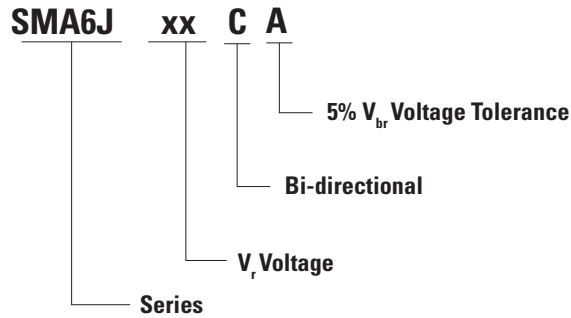 SMA6J xx C A
5% Vbr Voltage Tolerance
Bi-directional
Vr Voltage
Series